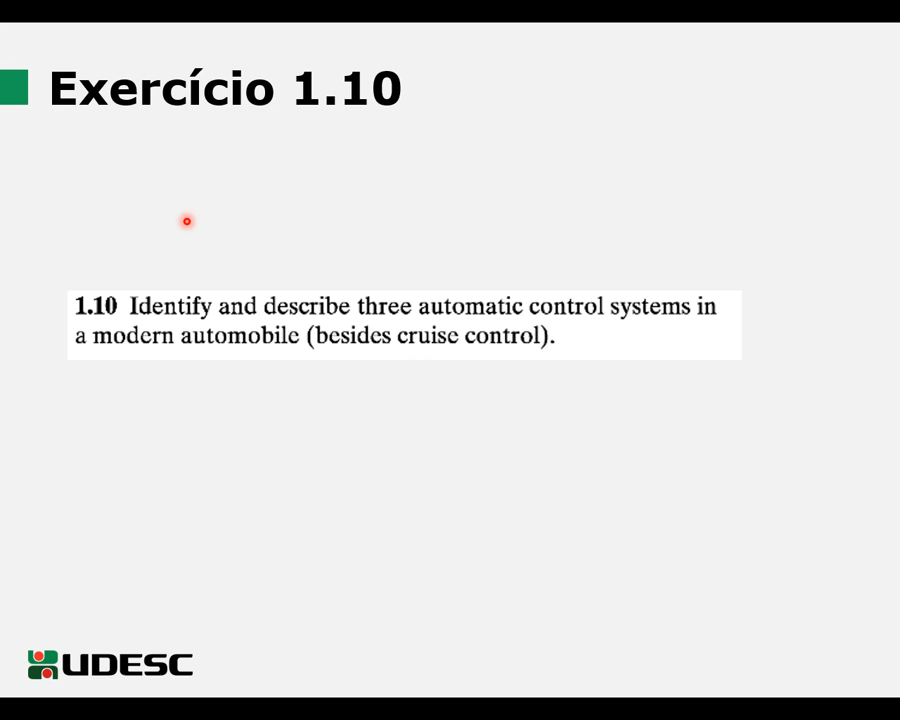 Exercício 1.10
1.10 Identify and describe three automatic control systems in
a modern automobile (besides cruise control).
UDESC